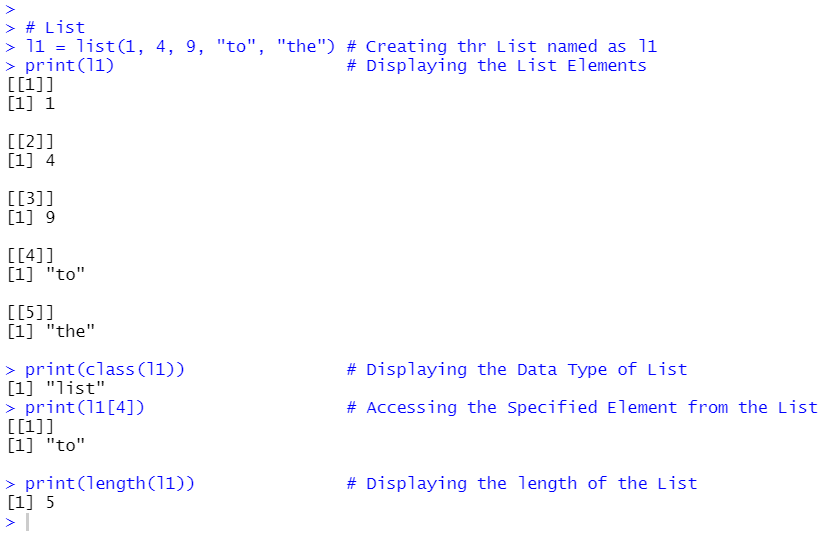 >
> # List
> l1 = list(1, 4, 9, "to", "the") # Creating thr List named as l1
> print(l1)                       # Displaying the List Elements
[[1]]
[1] 1
[[2]]
[1] 4
[[3]]
[1] 9
[[4]]
[1] "to"
[[5]]
[1] "the"
> print(class(l1))                # Displaying the Data Type of List
[1] "list"
> print(l1[4])                    # Accessing the Specified Element from the List
[[1]]
[1] "to"
> print(length(l1))               # Displaying the length of the List
[1] 5
>